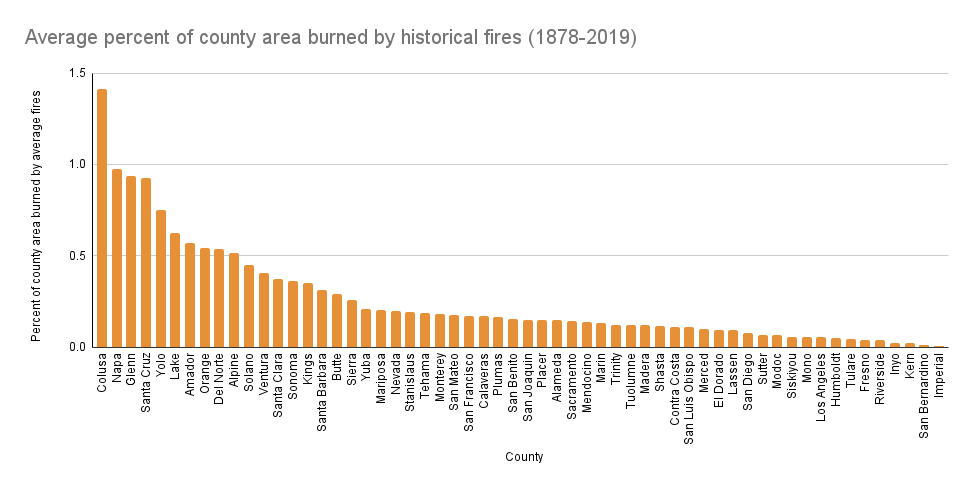 Average percent of county area burned by historical fires (1878-2019)
Percent of county area burned by average fires
1.5
1.0
0.5
0.0
Colusa
Napa
Glenn
Santa Cruz
Yolo
Lake
Amador
Orange
Del Norte
Alpine
Solano
Ventura
Santa Clara
Sonoma
Kings
Santa Barbara
Butte
Sierra
Yuba
Mariposa
Nevada
Stanislaus
Tehama
Monterey
San Mateo
San Francisco
Calaveras
Plumas
San Benito
San Joaquin
Placer
Alameda
Sacramento
Mendocino
Marin
Trinity
Tuolumne
Madera
Shasta
Contra Costa
San Luis Obispo
Merced
El Dorado
Lassen
San Diego
Sutter
Modoc
Siskiyou
Mono
Los Angeles
Humboldt
Tulare
Fresno
Riverside
Inyo
Kern
San Bernardino
Imperial
County